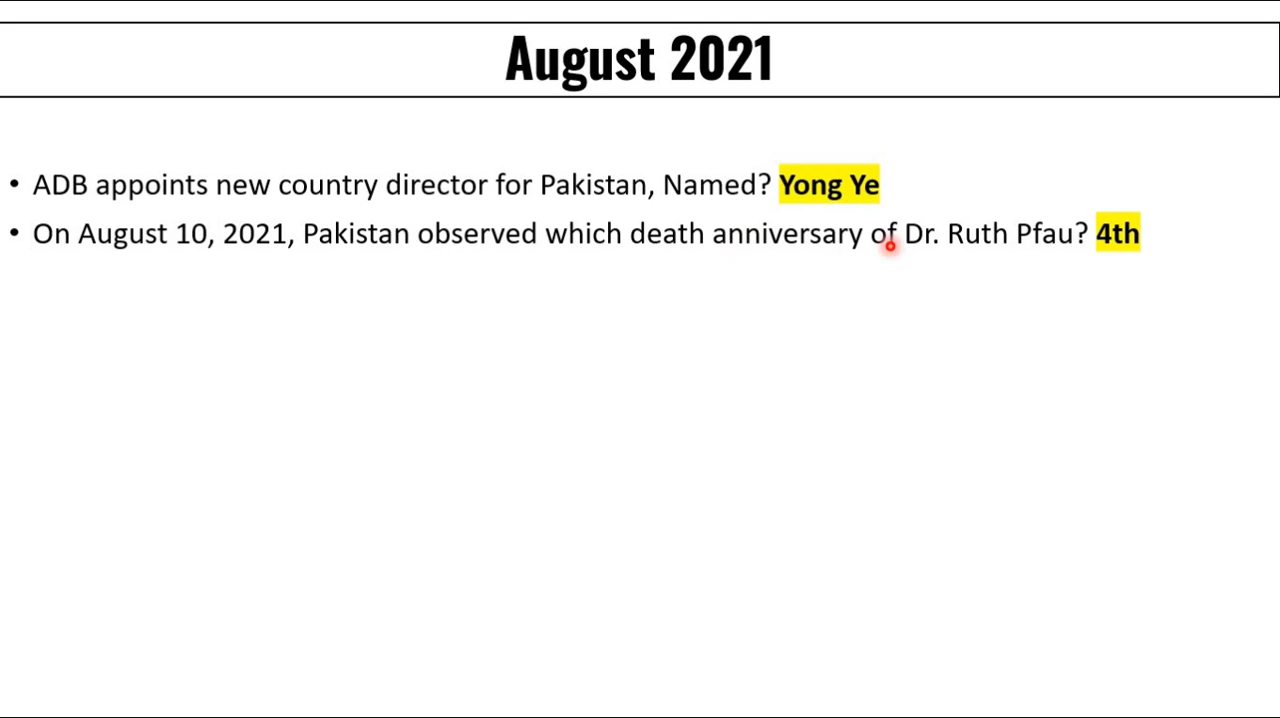 August 2021
• ADB appoints new country director for Pakistan, Named? Yong Ye
• On August 10, 2021, Pakistan observed which death anniversary of Dr. Ruth Pfau? 4th